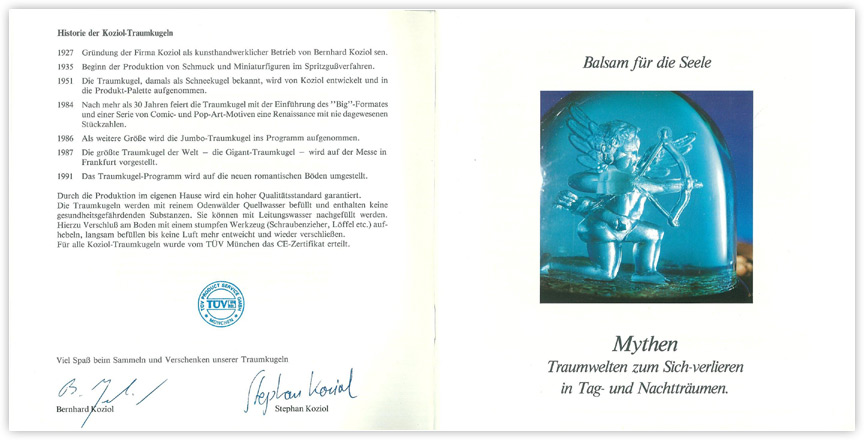 Historie der Koziol-Traumkugeln
1927 Gründung der Firma Koziol als kunsthandwerklicher Betrieb von Bernhard Koziol sen.
1935 Beginn der Produktion von Schmuck und Miniaturfiguren im Spritzgußverfahren.
1951 Die Traumkugel, damals als Schneekugel bekannt, wird von Koziol entwickelt und in
die Produkt-Palette aufgenommen.
1984 Nach mehr als 30 Jahren feiert die Traumkugel mit der Einführung des "Big"-Formates
und einer Serie von Comic- und Pop-Art-Motiven eine Renaissance mit nie dagewesenen
Stückzahlen.
1986 Als weitere Größe wird die Jumbo-Traumkugel ins Programm aufgenommen.
1987 Die größte Traumkugel der Welt – die Gigant-Traumkugel – wird auf der Messe in
Frankfurt vorgestellt.
1991 Das Traumkugel-Programm wird auf die neuen romantischen Böden umgestellt.
Durch die Produktion im eigenen Hause wird ein hoher Qualitätsstandard garantiert.
Die Traumkugeln werden mit reinem Odenwälder Quellwasser befüllt und enthalten keine
gesundheitsgefährdenden Substanzen. Sie können mit Leitungswasser nachgefüllt werden.
Hierzu Verschluß am Boden mit einem stumpfen Werkzeug (Schraubenzieher, Löffel etc.) auf-
hebeln, langsam befüllen bis keine Luft mehr entweicht und wieder verschließen.
Für alle Koziol-Traumkugeln wurde vom TÜV München das CE-Zertifikat erteilt.
TÜV PRODUCT SERVICE GMBH
TÜV
MÜNCHEN
Viel Spaß beim Sammeln und Verschenken unserer Traumkugeln
Stephan Koziol
Bernhard Koziol
Stephan Koziol
Balsam für die Seele
Mythen
Traumwelten zum Sich-verlieren
in Tag- und Nachtträumen.